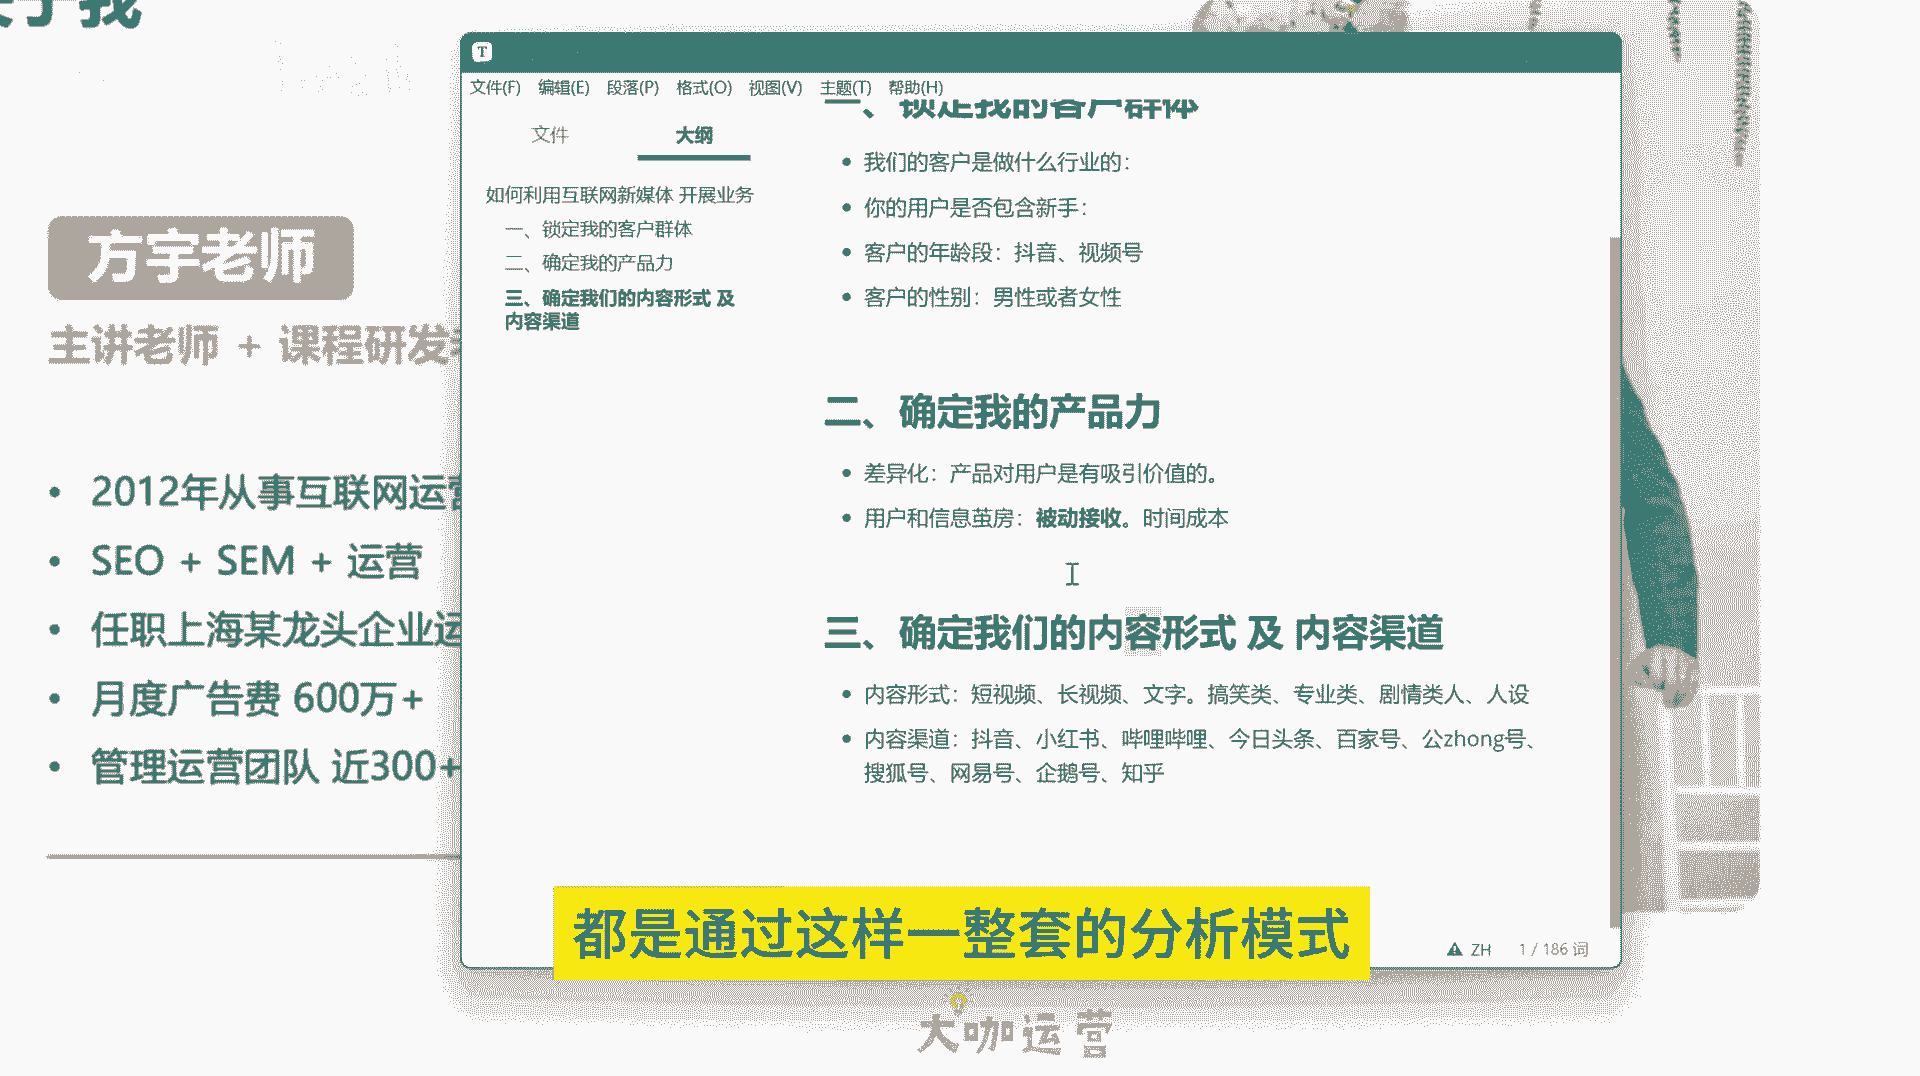 关于我
方宇老师
主讲老师 + 课程研发
2012年从事互联网运营
SEO + SEM + 运营
任职上海某龙头企业运
月度广告费 600万+
管理运营团队 近300+
T
文件(F) 编辑(E) 段落(P) 格式(O) 视图(V) 主题(T) 帮助(H)
文件 大纲
如何利用互联网新媒体 开展业务
一、锁定我的客户群体
二、确定我的产品力
三、确定我们的内容形式 及
内容渠道
一、锁定我的客户群体
我们的客户是做什么行业的：
你的用户是否包含新手：
客户的年龄段：抖音、视频号
客户的性别：男性或者女性
二、确定我的产品力
差异化：产品对用户是有吸引价值的。
用户和信息茧房：被动接收。时间成本
三、确定我们的内容形式 及 内容渠道
内容形式：短视频、长视频、文字。搞笑类、专业类、剧情类人、人设
内容渠道：抖音、小红书、哔哩哔哩、今日头条、百家号、公zhong号、
搜狐号、网易号、企鹅号、知乎
ZH 1 / 186 词
都是通过这样一整套的分析模式
大咖运营